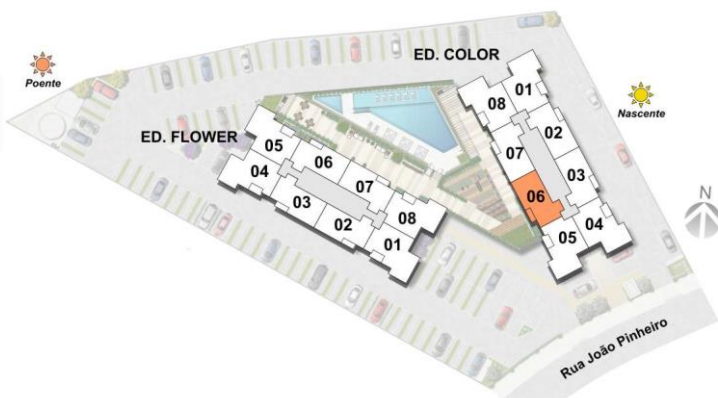 Poente
ED. COLOR
Nascente
N
ED. FLOWER
08
01
07
02
06
03
05
04
05
06
07
08
04
03
02
01
Rua João Pinheiro